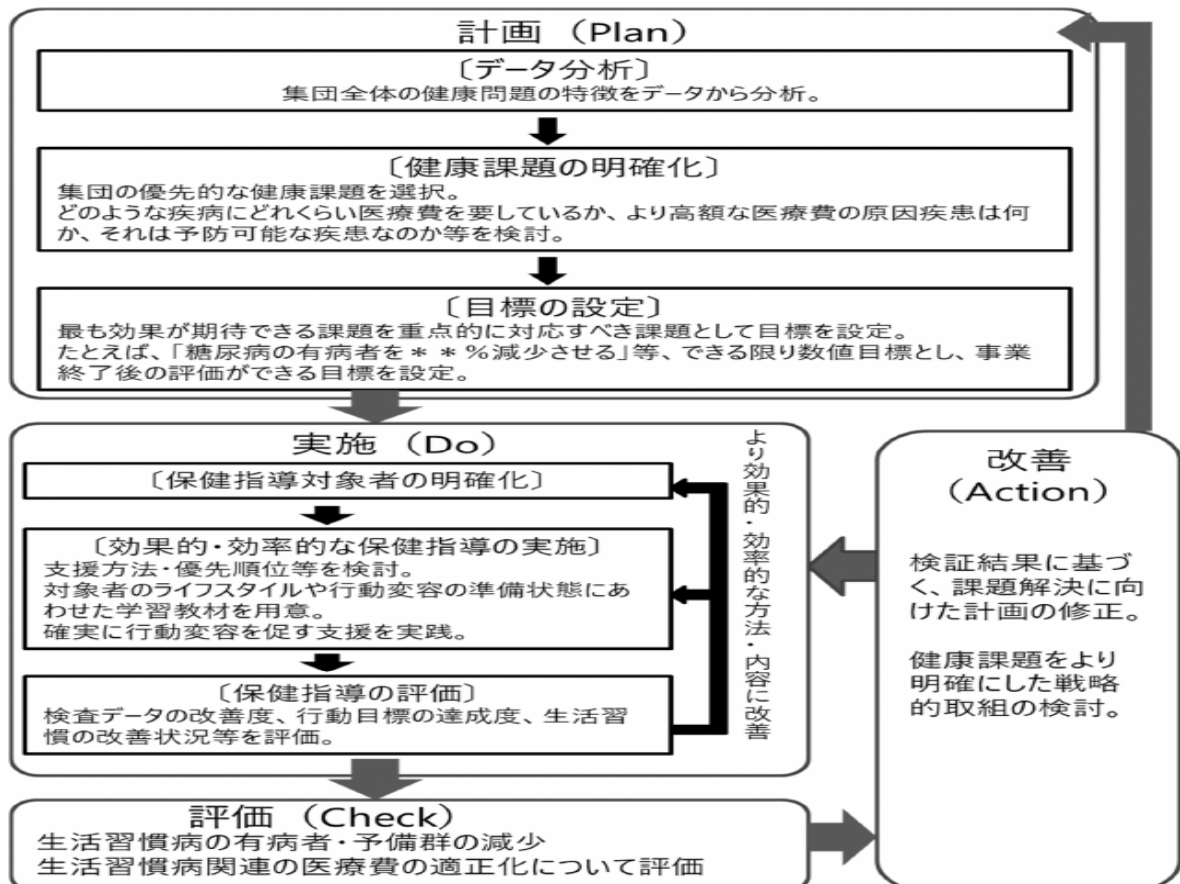 計画 (Plan)
〔データ分析〕
集団全体の健康問題の特徴をデータから分析。
〔健康課題の明確化〕
集団の優先的な健康課題を選択。
どのような疾病にどれくらい医療費を要しているか、より高額な医療費の原因疾患は何
か、それは予防可能な疾患なのか等を検討。
〔目標の設定〕
最も効果が期待できる課題を重点的に対応すべき課題として目標を設定。
たとえば、「糖尿病の有病者を＊＊％減少させる」等、できる限り数値目標とし、事業
終了後の評価ができる目標を設定。
実施 (Do)
〔保健指導対象者の明確化〕
〔効果的・効率的な保健指導の実施〕
支援方法・優先順位等を検討。
対象者のライフスタイルや行動変容の準備状態にあ
わせた学習教材を用意。
確実に行動変容を促す支援を実践。
〔保健指導の評価〕
検査データの改善度、行動目標の達成度、生活習
慣の改善状況等を評価。
より効果的・効率的な方法・内容に改善
改善
(Action)
検証結果に基づ
く、課題解決に向
けた計画の修正。
健康課題をより
明確にした戦略
的取組の検討。
評価 (Check)
生活習慣病の有病者・予備群の減少
生活習慣病関連の医療費の適正化について評価